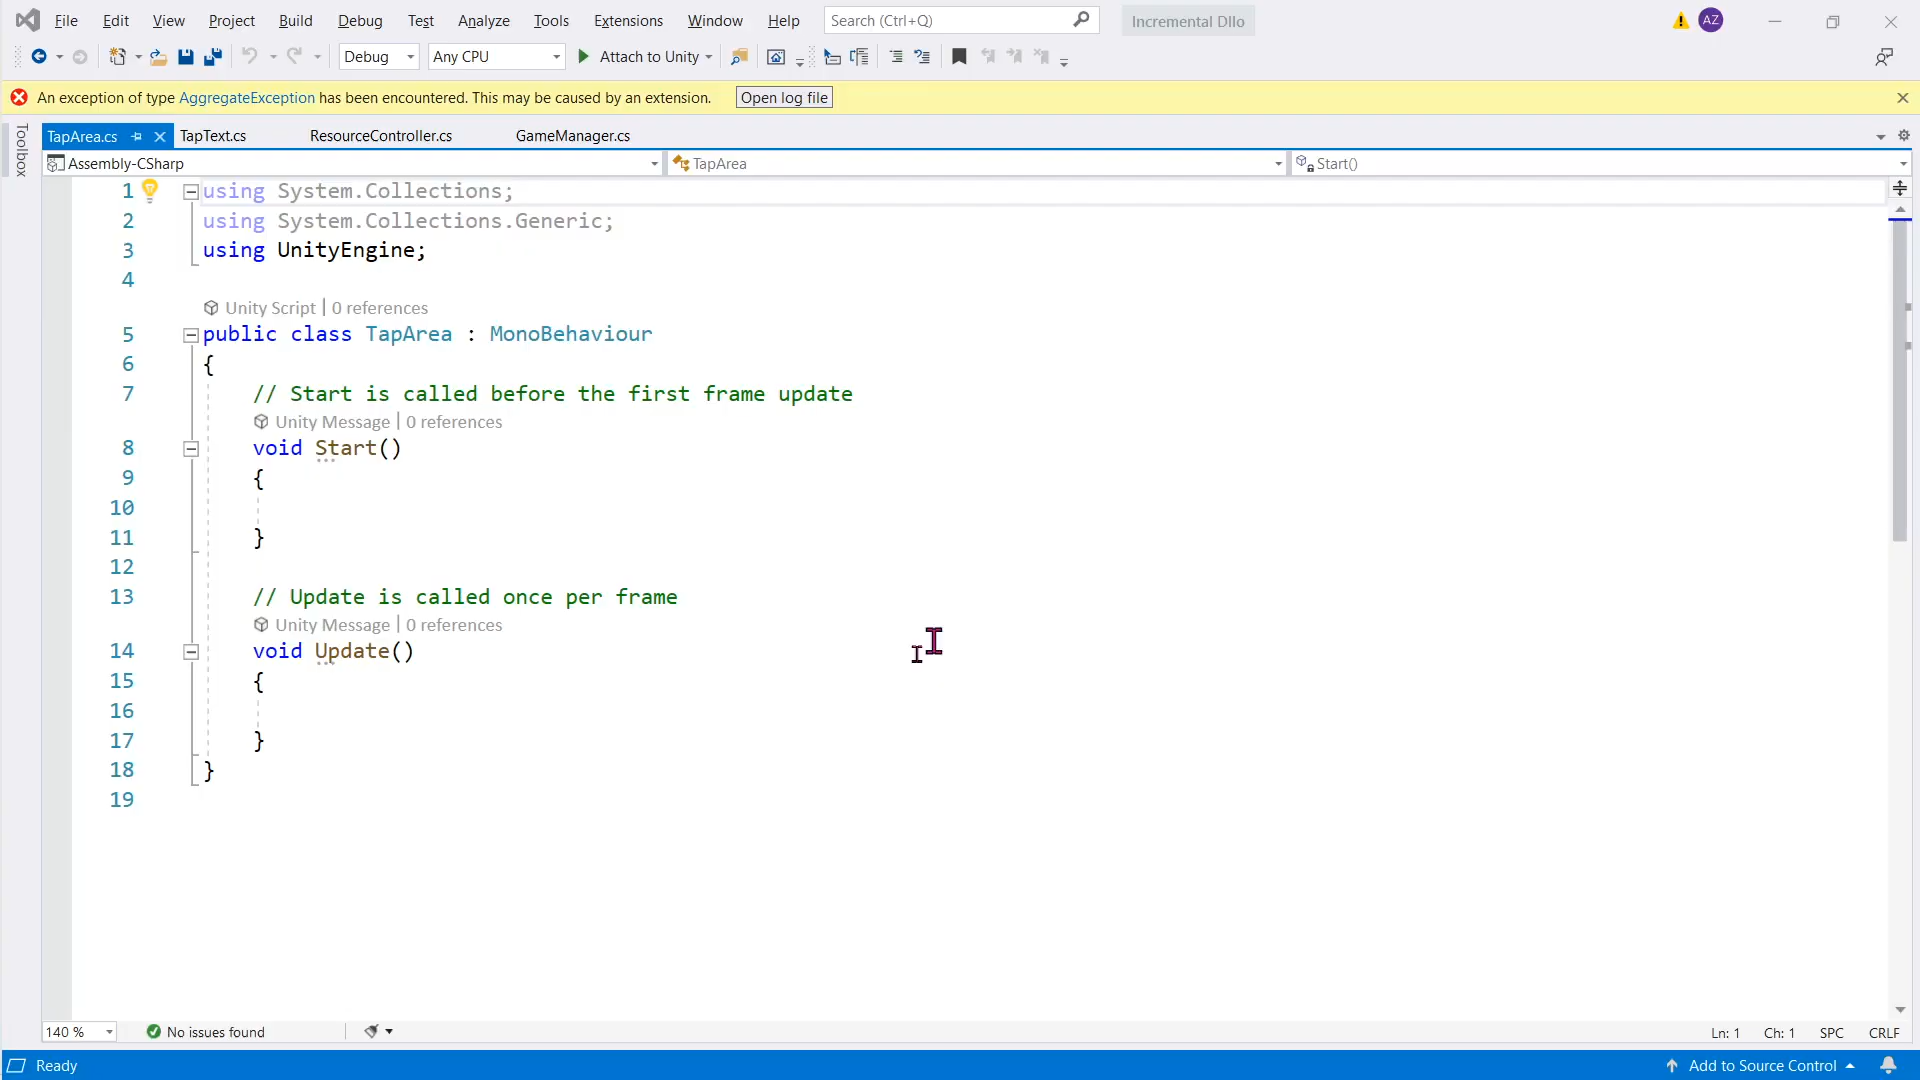 File Edit View Project Build Debug Test Analyze Tools Extensions Window Help Search (Ctrl+Q) Incremental Dllo AZ
Debug Any CPU Attach to Unity
An exception of type AggregateException has been encountered. This may be caused by an extension. Open log file
Toolbox
TapArea.cs TapText.cs ResourceController.cs GameManager.cs
Assembly-CSharp TapArea Start()
1 using System.Collections;
2 using System.Collections.Generic;
3 using UnityEngine;
4
Unity Script | 0 references
5 public class TapArea : MonoBehaviour
6 {
7 // Start is called before the first frame update
Unity Message | 0 references
8 void Start()
9 {
10
11 }
12
13 // Update is called once per frame
Unity Message | 0 references
14 void Update()
15 {
16
17 }
18 }
19
140 % No issues found Ln: 1 Ch: 1 SPC CRLF
Ready Add to Source Control